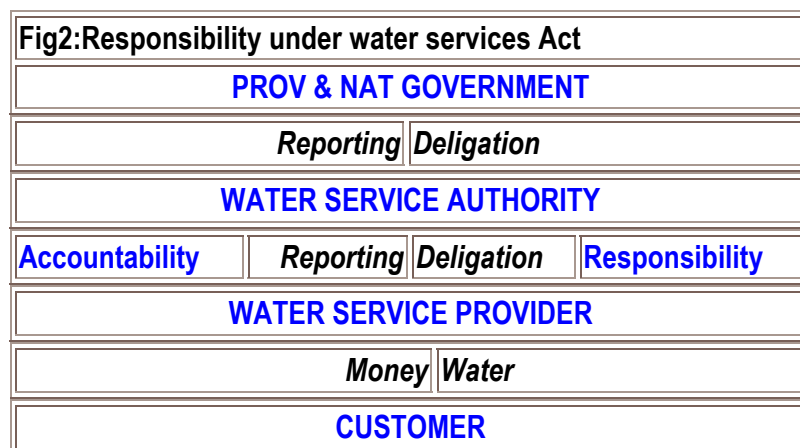 Fig2:Responsibility under water services Act
PROV & NAT GOVERNMENT
Reporting Deligation
WATER SERVICE AUTHORITY
Accountability Reporting Deligation Responsibility
WATER SERVICE PROVIDER
Money Water
CUSTOMER